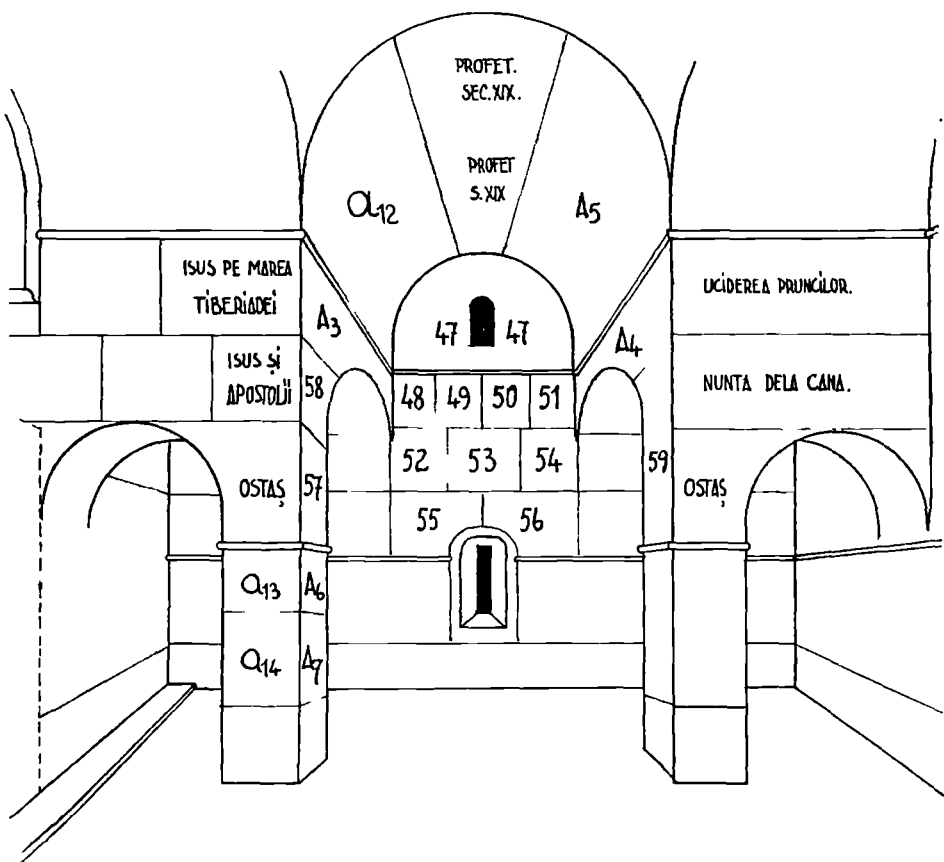 PROFET.
SEC. XIX.
PROFET
S. XIX
a12
A5
ISUS PE MAREA
TIBERIADEI
UCIDEREA PRUNCILOR.
A3
47
47
A4
ISUS ȘI
APOSTOLII
58
48
49
50
51
NUNTA DELA CANA.
52
53
54
59
OSTAȘ
57
OSTAȘ
55
56
a13
A6
a14
A9